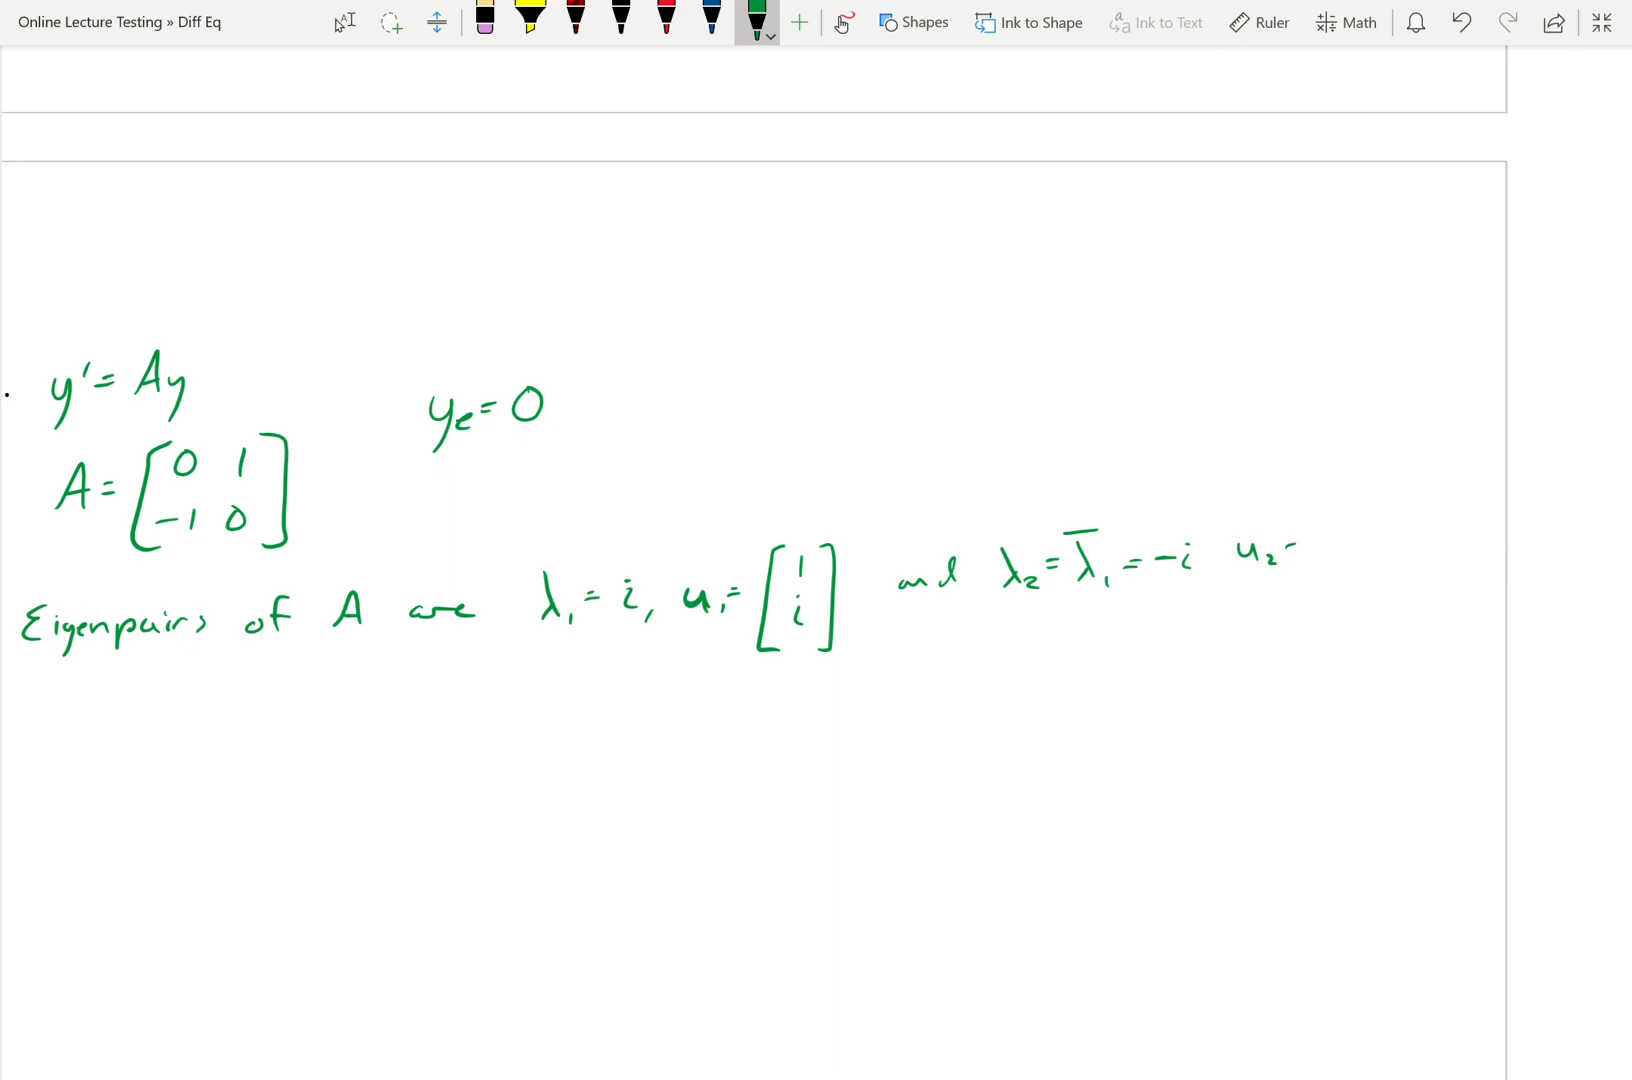 Online Lecture Testing » Diff Eq Shapes Ink to Shape Ink to Text Ruler Math
y' = Ay
y_e = 0
A = [0 1
-1 0]
Eigenpairs of A are λ₁ = i, u₁ = [1
i] and λ₂ = λ̄₁ = -i u₂ -